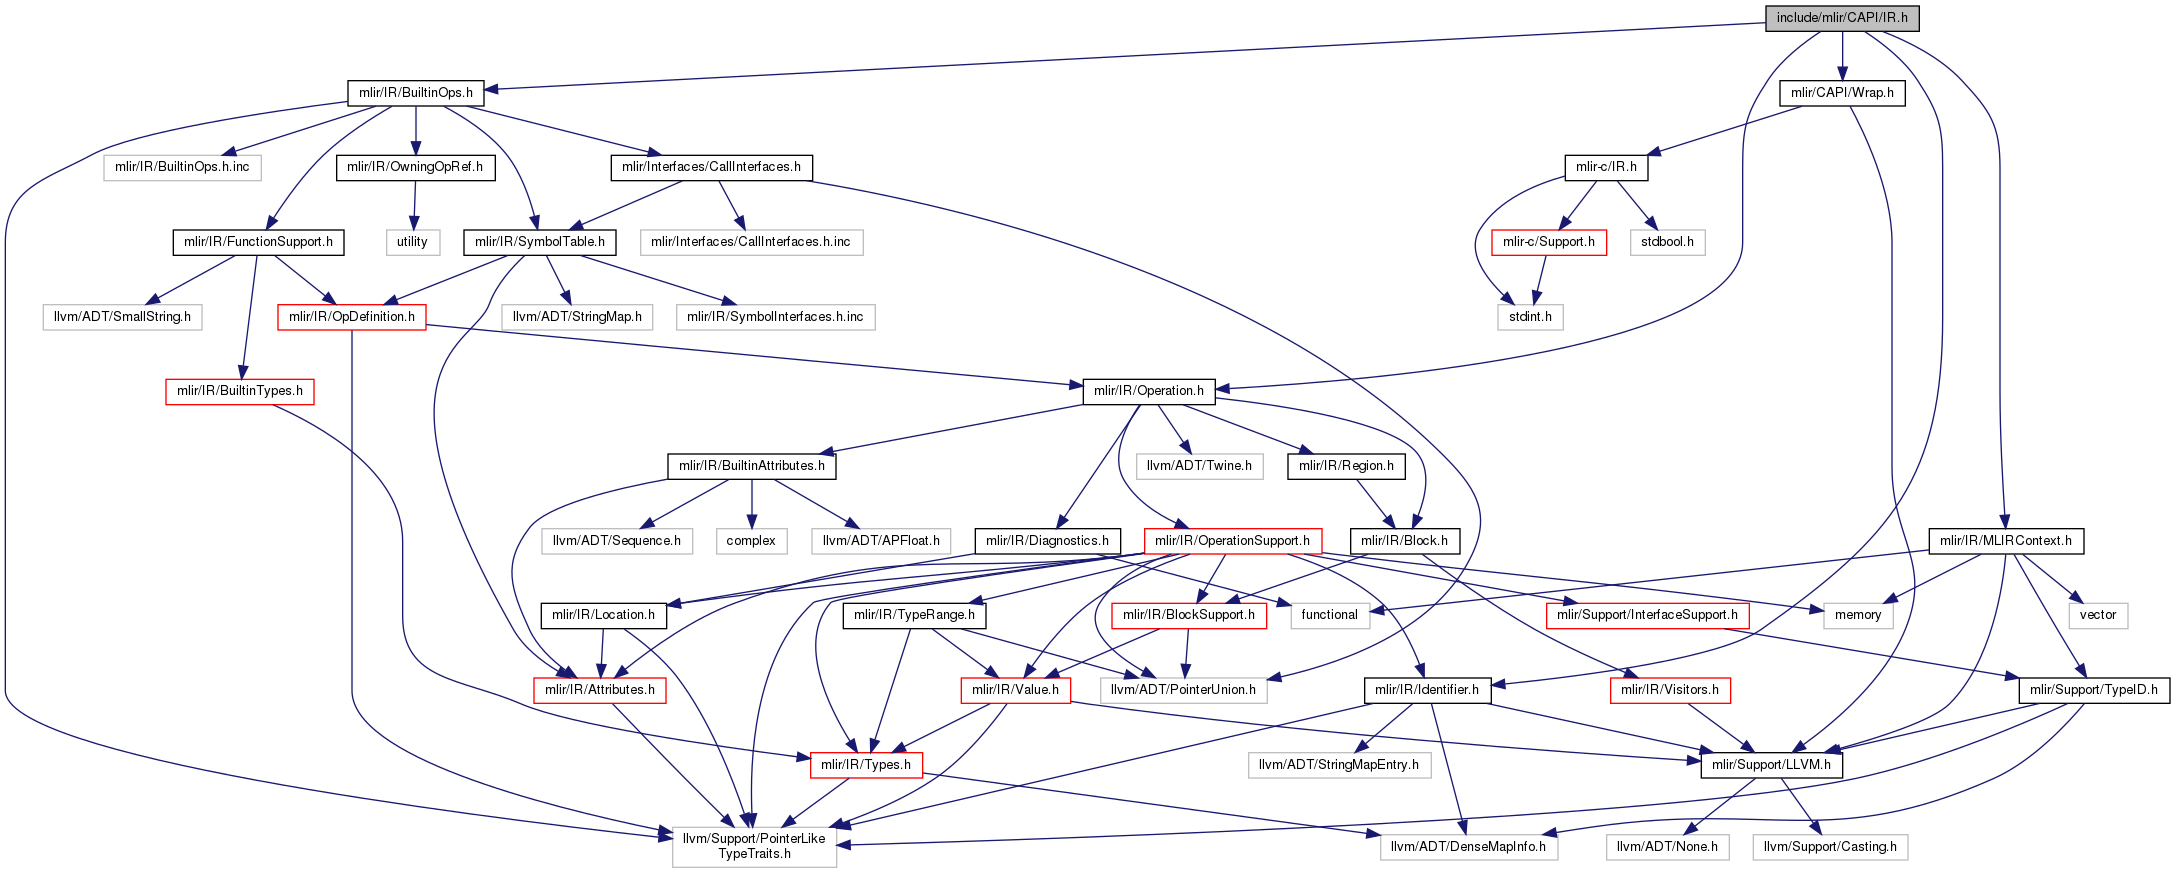 include/mlir/CAPI/IR.h
mlir/IR/BuiltinOps.h
mlir/CAPI/Wrap.h
mlir/IR/BuiltinOps.h.inc
mlir/IR/OwningOpRef.h
mlir/Interfaces/CallInterfaces.h
mlir-c/IR.h
mlir/IR/FunctionSupport.h
utility
mlir/IR/SymbolTable.h
mlir/Interfaces/CallInterfaces.h.inc
mlir-c/Support.h
stdbool.h
llvm/ADT/SmallString.h
mlir/IR/OpDefinition.h
llvm/ADT/StringMap.h
mlir/IR/SymbolInterfaces.h.inc
stdint.h
mlir/IR/BuiltinTypes.h
mlir/IR/Operation.h
mlir/IR/BuiltinAttributes.h
llvm/ADT/Twine.h
mlir/IR/Region.h
llvm/ADT/Sequence.h
complex
llvm/ADT/APFloat.h
mlir/IR/Diagnostics.h
mlir/IR/OperationSupport.h
mlir/IR/Block.h
mlir/IR/MLIRContext.h
mlir/IR/Location.h
mlir/IR/TypeRange.h
mlir/IR/BlockSupport.h
functional
mlir/Support/InterfaceSupport.h
memory
vector
mlir/IR/Attributes.h
mlir/IR/Value.h
llvm/ADT/PointerUnion.h
mlir/IR/Identifier.h
mlir/IR/Visitors.h
mlir/Support/TypeID.h
mlir/IR/Types.h
llvm/ADT/StringMapEntry.h
mlir/Support/LLVM.h
llvm/Support/PointerLike
TypeTraits.h
llvm/ADT/DenseMapInfo.h
llvm/ADT/None.h
llvm/Support/Casting.h